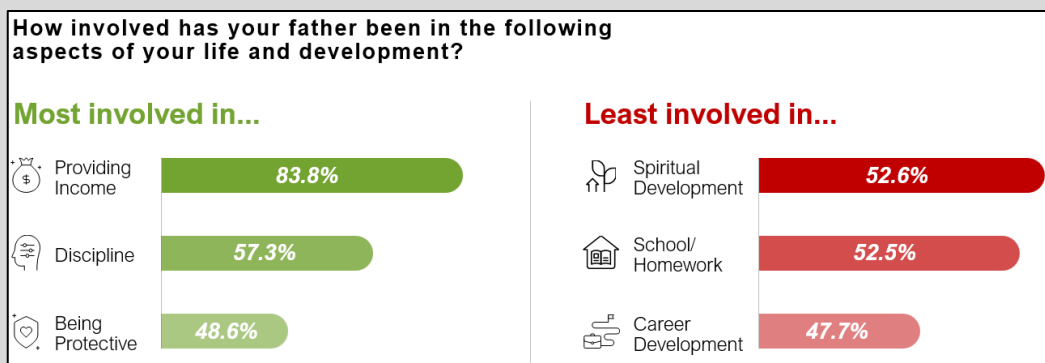 How involved has your father been in the following
aspects of your life and development?
Most involved in...
Providing
Income
83.8%
Discipline
57.3%
Being
Protective
48.6%
Least involved in...
Spiritual
Development
52.6%
School/
Homework
52.5%
Career
Development
47.7%